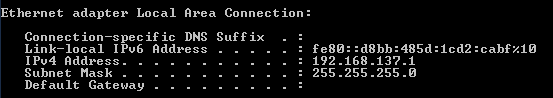 Ethernet adapter Local Area Connection:
Connection-specific DNS Suffix  . :
Link-local IPv6 Address . . . . . : fe80::d8bb:485d:1cd2:cabf%10
IPv4 Address. . . . . . . . . . . : 192.168.137.1
Subnet Mask . . . . . . . . . . . : 255.255.255.0
Default Gateway . . . . . . . . . :